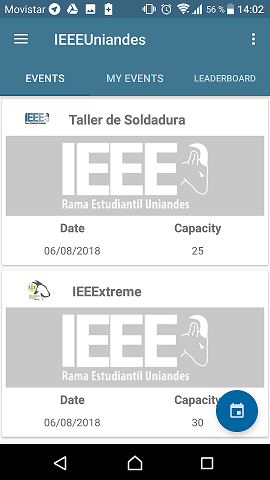 Movistar 56 % 14:02
IEEEUniandes
EVENTS MY EVENTS LEADERBOARD
IEEE Taller de Soldadura
IEEE
Rama Estudiantil Uniandes
Date Capacity
06/08/2018 25
IEEExtreme
IEEE
Rama Estudiantil Uniandes
Date Capacity
06/08/2018 30